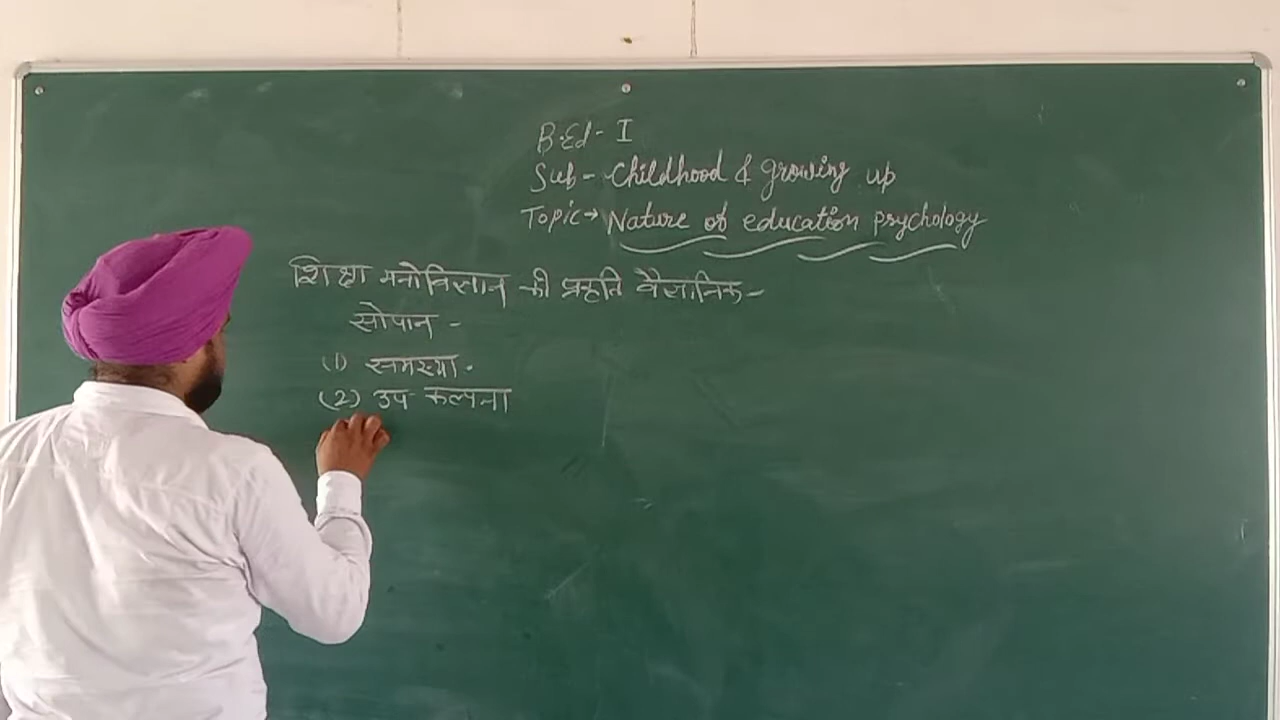 B.Ed- I
Sub- Childhood & growing up
Topic→ Nature of education psychology
शिक्षा मनोविज्ञान की प्रकृति वैज्ञानिक-
सोपान -
(1) समस्या.
(2) उप कल्पना